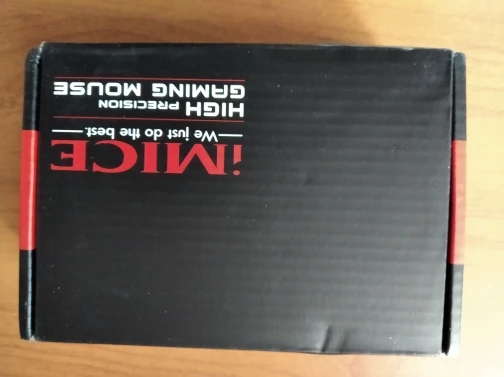 iMICE
We just do the best
HIGH PRECISION
GAMING MOUSE